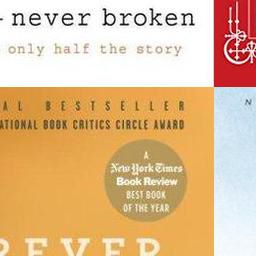 - never broken
only half the story
AL BESTSELLER
ATIONAL BOOK CRITICS CIRCLE AWARD
A
New York Times
Book Review
BEST BOOK
OF THE YEAR
REVER
N